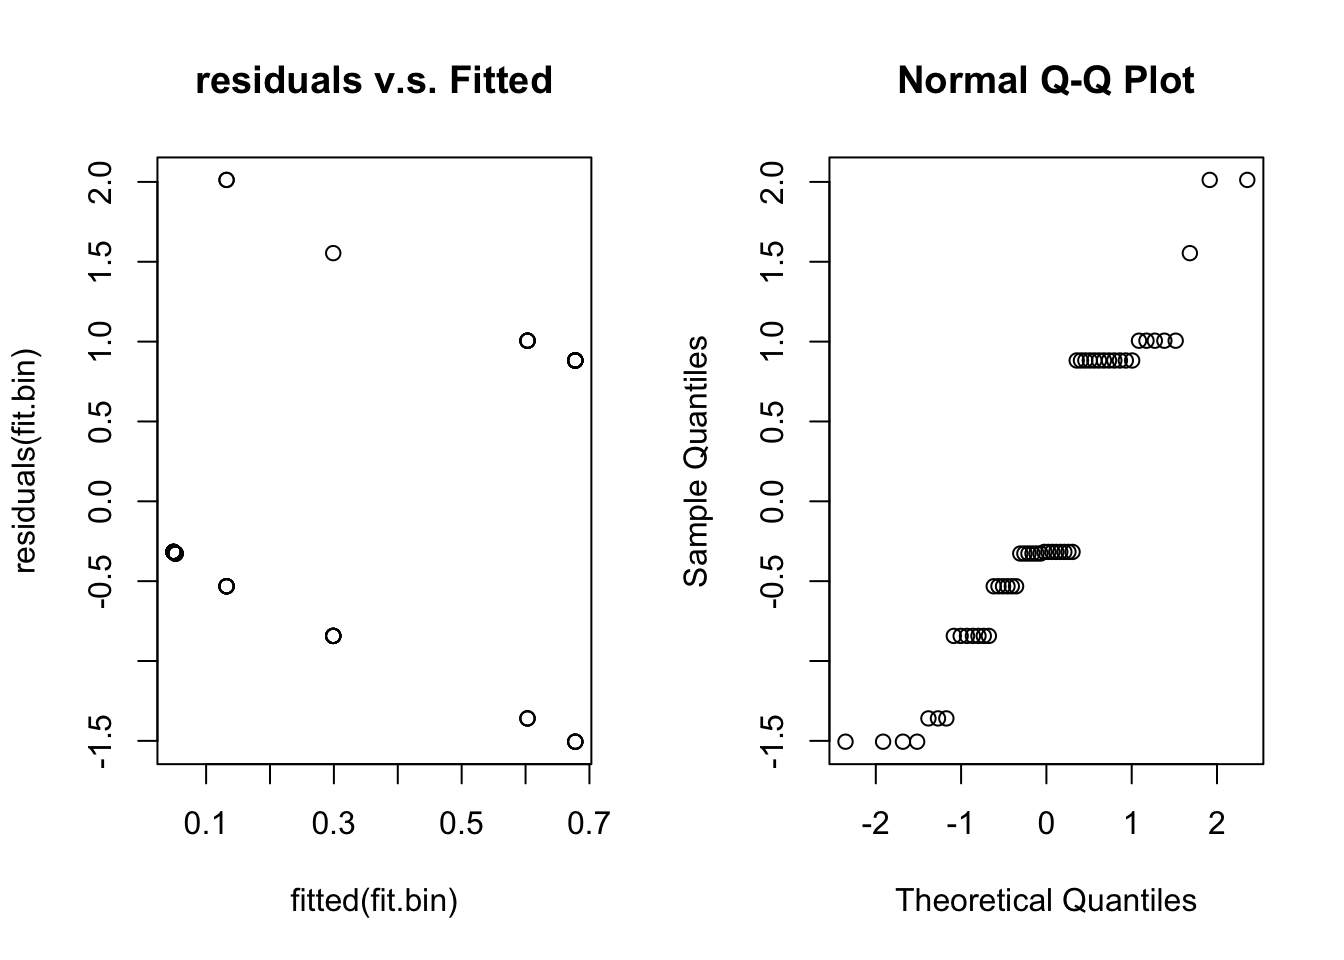 residuals v.s. Fitted
residuals(fit.bin)
2.0
1.5
1.0
0.5
0.0
-0.5
-1.5
0.1 0.3 0.5 0.7
fitted(fit.bin)
Normal Q-Q Plot
Sample Quantiles
2.0
1.5
1.0
0.5
0.0
-0.5
-1.5
-2 -1 0 1 2
Theoretical Quantiles